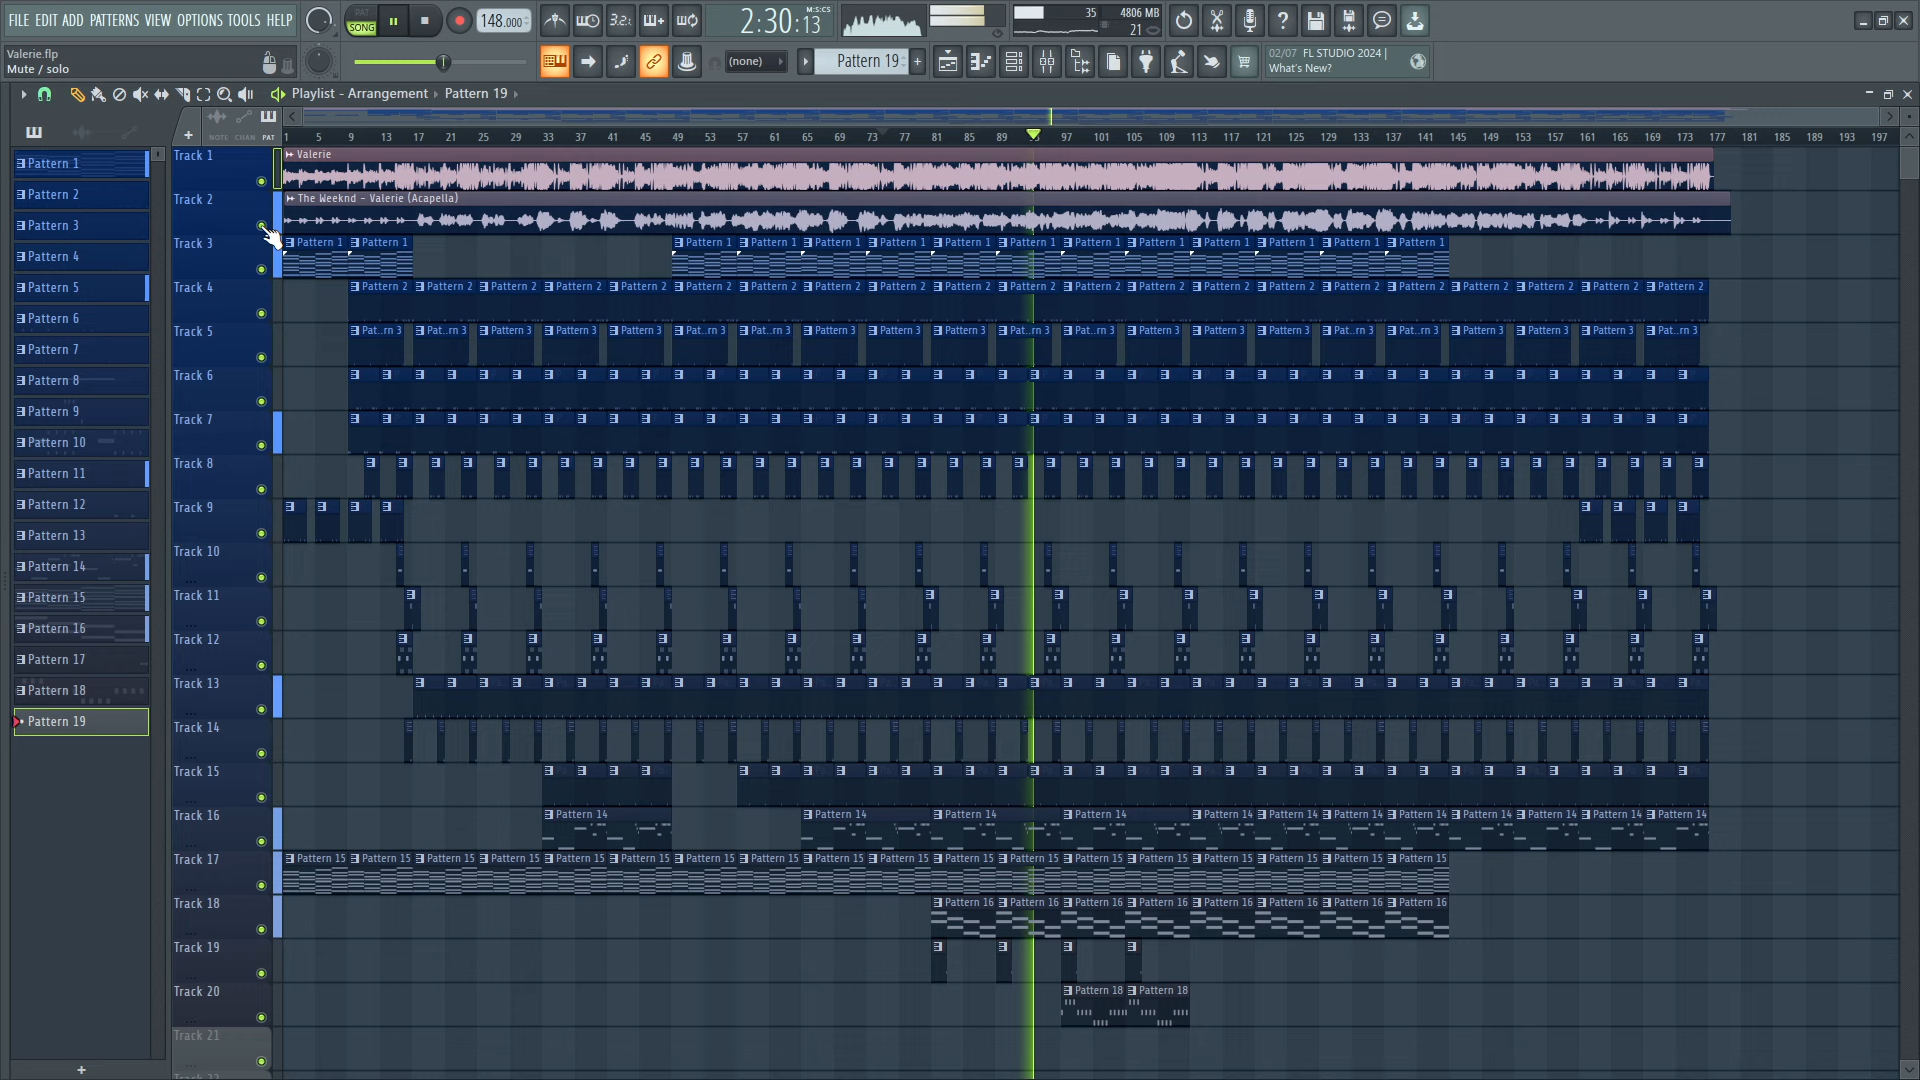 FILE EDIT ADD PATTERNS VIEW OPTIONS TOOLS HELP
PAT
SONG
148.000
3.2.
2:30:13
M:S:CS
35
4806 MB
21
Valerie.flp
Mute / solo
(none)
Pattern 19
+
02/07 FL STUDIO 2024 |
What's New?
Playlist - Arrangement › Pattern 19 ›
NOTE CHAN PAT
1 5 9 13 17 21 25 29 33 37 41 45 49 53 57 61 65 69 73 77 81 85 89 97 101 105 109 113 117 121 125 129 133 137 141 145 149 153 157 161 165 169 173 177 181 185 189 193 197
Pattern 1
Pattern 2
Pattern 3
Pattern 4
Pattern 5
Pattern 6
Pattern 7
Pattern 8
Pattern 9
Pattern 10
Pattern 11
Pattern 12
Pattern 13
Pattern 14
Pattern 15
Pattern 16
Pattern 17
Pattern 18
Pattern 19
+
Track 1
Valerie
Track 2
The Weeknd - Valerie (Acapella)
Track 3
Pattern 1 Pattern 1 Pattern 1 Pattern 1 Pattern 1 Pattern 1 Pattern 1 Pattern 1 Pattern 1 Pattern 1 Pattern 1 Pattern 1 Pattern 1 Pattern 1
Track 4
Pattern 2 Pattern 2 Pattern 2 Pattern 2 Pattern 2 Pattern 2 Pattern 2 Pattern 2 Pattern 2 Pattern 2 Pattern 2 Pattern 2 Pattern 2 Pattern 2 Pattern 2 Pattern 2 Pattern 2 Pattern 2 Pattern 2 Pattern 2 Pattern 2
Track 5
Pat..rn 3 Pat..rn 3 Pattern 3 Pattern 3 Pattern 3 Pat..rn 3 Pat..rn 3 Pattern 3 Pattern 3 Pattern 3 Pat..rn 3 Pat..rn 3 Pattern 3 Pattern 3 Pattern 3 Pat..rn 3 Pat..rn 3 Pattern 3 Pattern 3 Pattern 3 Pat..rn 3
Track 6
Track 7
Track 8
Track 9
Track 10
Track 11
Track 12
Track 13
Track 14
Track 15
Track 16
Pattern 14 Pattern 14 Pattern 14 Pattern 14 Pattern 14 Pattern 14 Pattern 14 Pattern 14 Pattern 14 Pattern 14 Pattern 14 Pattern 14
Track 17
Pattern 15 Pattern 15 Pattern 15 Pattern 15 Pattern 15 Pattern 15 Pattern 15 Pattern 15 Pattern 15 Pattern 15 Pattern 15 Pattern 15 Pattern 15 Pattern 15 Pattern 15 Pattern 15 Pattern 15 Pattern 15
Track 18
Pattern 16 Pattern 16 Pattern 16 Pattern 16 Pattern 16 Pattern 16 Pattern 16 Pattern 16
Track 19
Track 20
Pattern 18 Pattern 18
Track 21